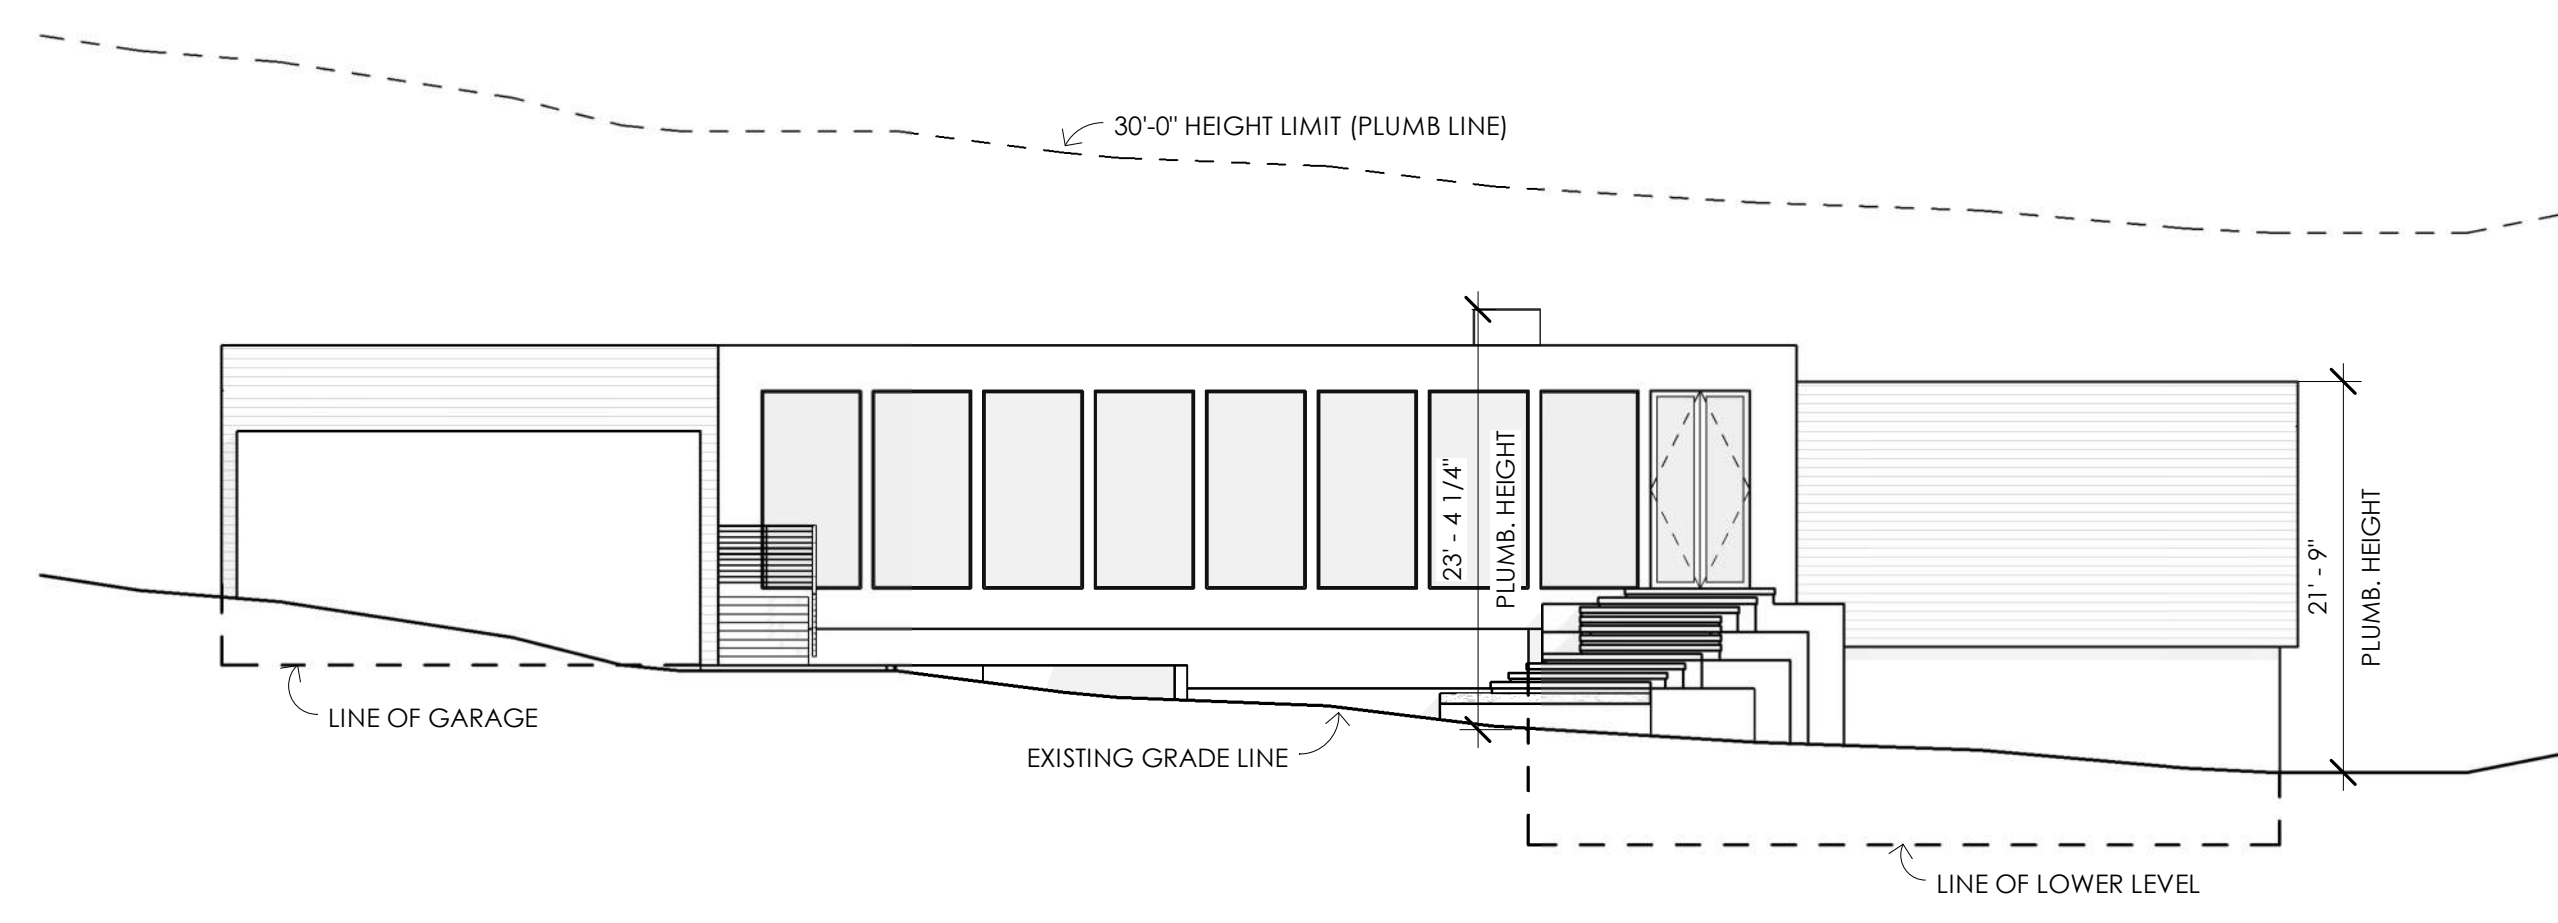 30'-0" HEIGHT LIMIT (PLUMB LINE)
23' - 4 1/4"
PLUMB. HEIGHT
21' - 9"
PLUMB. HEIGHT
LINE OF GARAGE
EXISTING GRADE LINE
LINE OF LOWER LEVEL